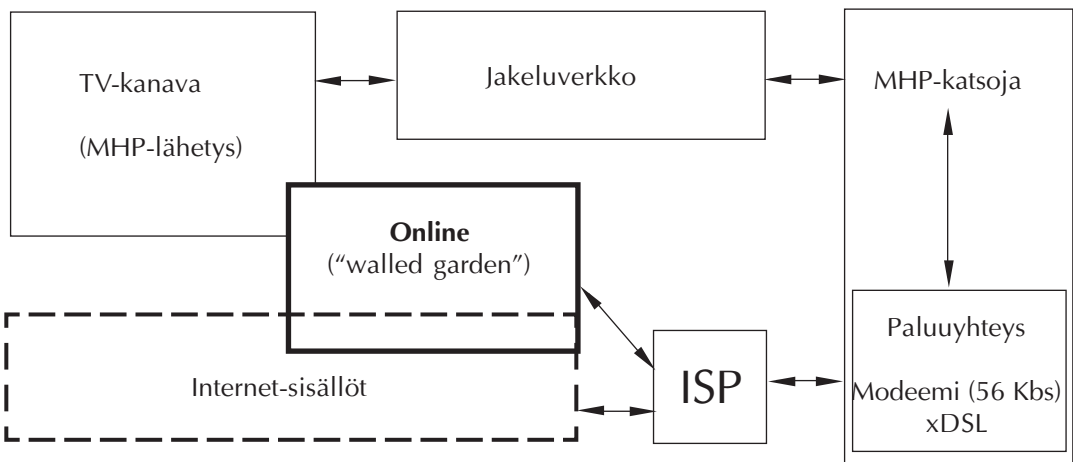 TV-kanava
(MHP-lähetys)
Jakeluverkko
MHP-katsoja
Online
(“walled garden”)
Internet-sisällöt
ISP
Paluuyhteys
Modeemi (56 Kbs)
xDSL